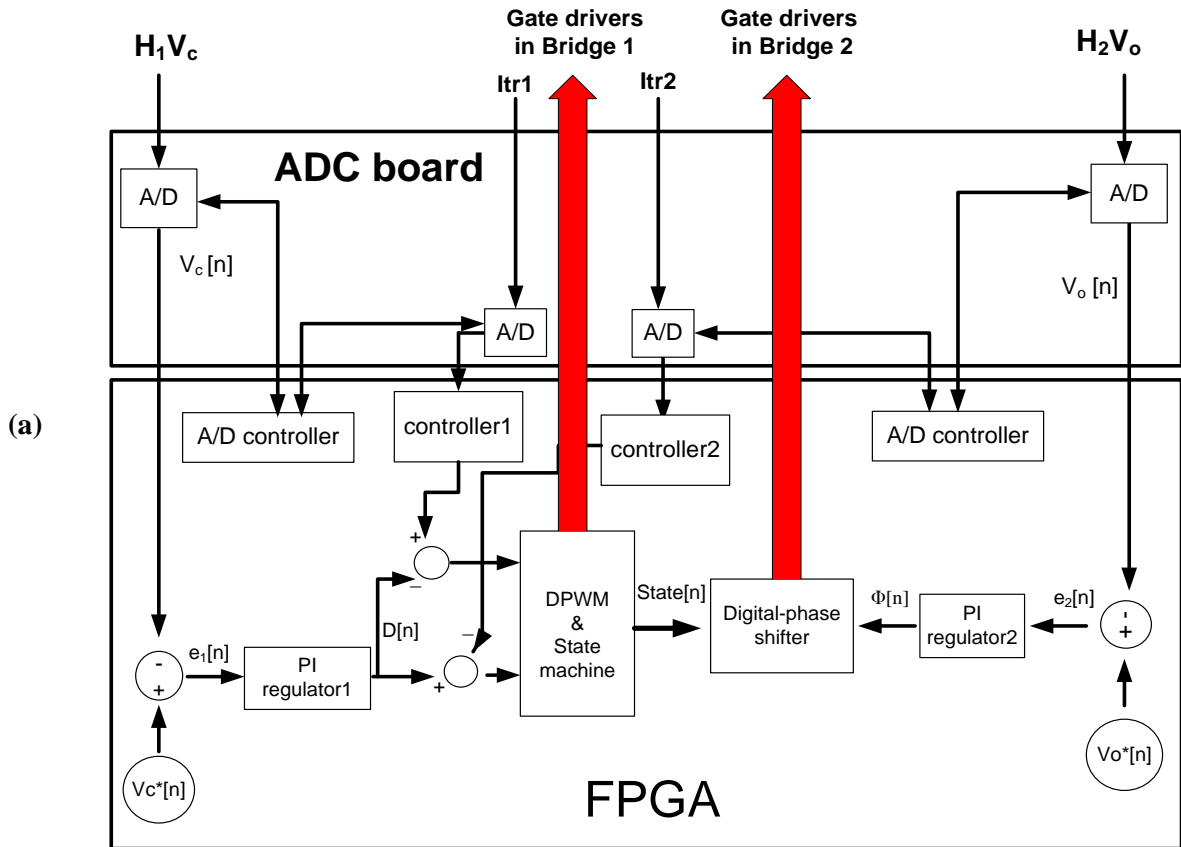 Gate drivers
in Bridge 1
Gate drivers
in Bridge 2
H₁Vc
H₂Vₒ
Itr1
Itr2
ADC board
A/D
A/D
Vc [n]
Vₒ [n]
A/D
A/D
(a)
A/D controller
controller1
controller2
A/D controller
+
−
−
+
D[n]
DPWM
&
State
machine
State[n]
Digital-phase
shifter
Φ[n]
PI
regulator2
e₂[n]
-
+
-
+
e₁[n]
PI
regulator1
Vc*[n]
Vo*[n]
FPGA